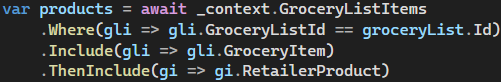 var products = await _context.GroceryListItems
.Where(gli => gli.GroceryListId == groceryList.Id)
.Include(gli => gli.GroceryItem)
.ThenInclude(gi => gi.RetailerProduct)